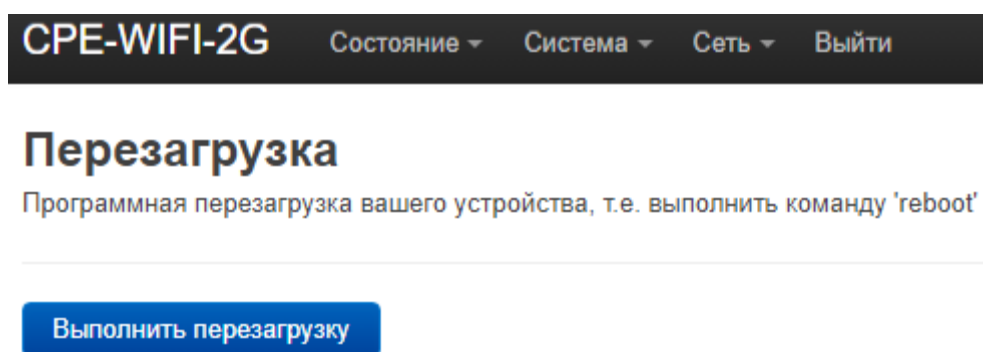 CPE-WIFI-2G Состояние Система Сеть Выйти
Перезагрузка
Программная перезагрузка вашего устройства, т.е. выполнить команду 'reboot'
Выполнить перезагрузку